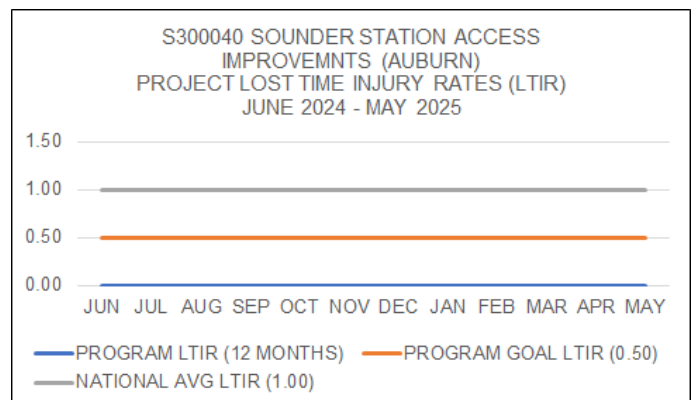 S300040 SOUNDER STATION ACCESS
IMPROVEMNTS (AUBURN)
PROJECT LOST TIME INJURY RATES (LTIR)
JUNE 2024 - MAY 2025
1.50
1.00
0.50
0.00
JUN JUL AUG SEP OCT NOV DEC JAN FEB MAR APR MAY
PROGRAM LTIR (12 MONTHS) PROGRAM GOAL LTIR (0.50)
NATIONAL AVG LTIR (1.00)